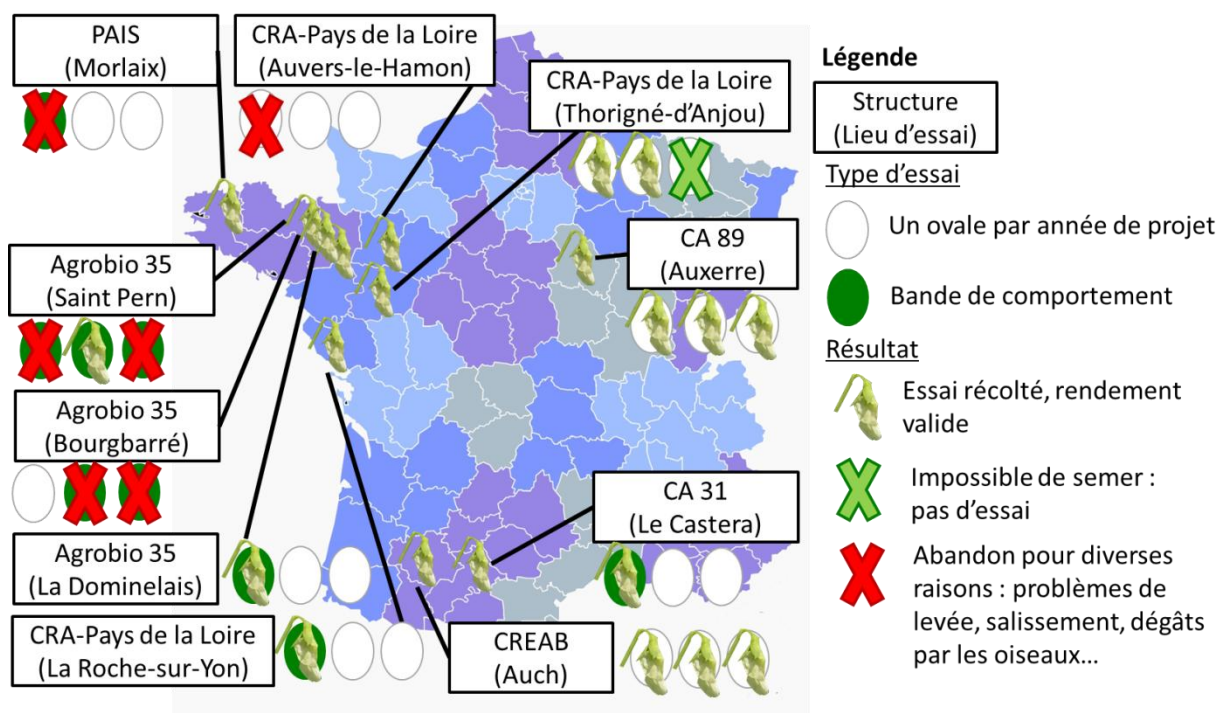 PAIS
(Morlaix)
CRA-Pays de la Loire
(Auvers-le-Hamon)
CRA-Pays de la Loire
(Thorigné-d'Anjou)
CA 89
(Auxerre)
Agrobio 35
(Saint Pern)
Agrobio 35
(Bourgbarré)
CA 31
(Le Castera)
Agrobio 35
(La Dominelais)
CRA-Pays de la Loire
(La Roche-sur-Yon)
CREAB
(Auch)
Légende
Structure
(Lieu d'essai)
Type d'essai
Un ovale par année de projet
Bande de comportement
Résultat
Essai récolté, rendement
valide
Impossible de semer :
pas d'essai
Abandon pour diverses
raisons : problèmes de
levée, salissement, dégâts
par les oiseaux…